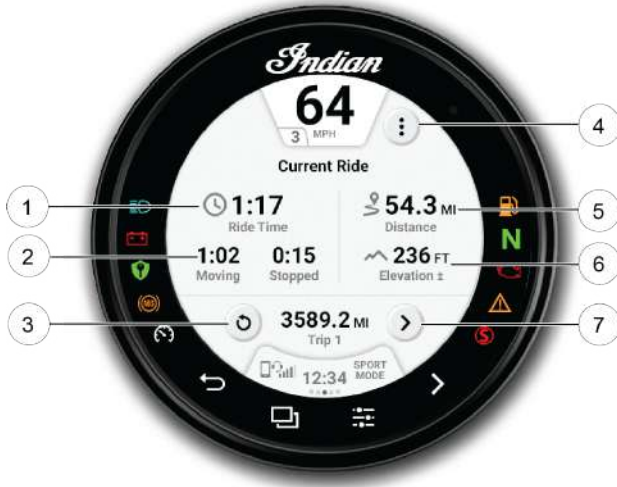 Indian
64
3 MPH
Current Ride
1:17
Ride Time
54.3 MI
Distance
1:02
Moving
0:15
Stopped
236 FT
Elevation ±
3589.2 MI
Trip 1
12:34
SPORT
MODE
N
ABS
S
1
2
3
4
5
6
7